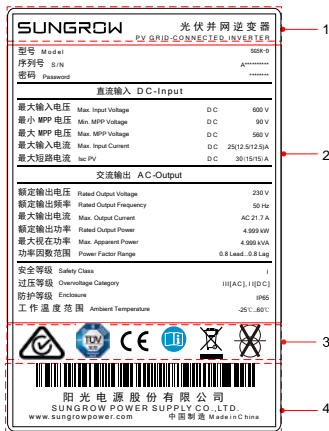 SUNGROW 光伏并网逆变器
PV GRID-CONNECTED INVERTER
1
型号 Model SG5K-D
序列号 S/N A**********
密码 Password ********
直流输入 DC-Input
最大输入电压 Max. Input Voltage DC 600 V
最小 MPP 电压 Min. MPP Voltage DC 90 V
最大 MPP 电压 Max. MPP Voltage DC 560 V
最大输入电流 Max. Input Current DC 25(12.5/12.5)A
最大短路电流 Isc PV DC 30(15/15) A
2
交流输出 AC-Output
额定输出电压 Rated Output Voltage 230 V
额定输出频率 Rated Output Frequency 50 Hz
最大输出电流 Max. Output Current AC 21.7 A
额定输出功率 Rated Output Power 4.999 kW
最大视在功率 Max. Apparent Power 4.999 kVA
功率因数范围 Power Factor Range 0.8 Lead...0.8 Lag
安全等级 Safety Class I
过压等级 Overvoltage Category III[AC], II[DC]
防护等级 Enclosure IP65
工作温度范围 Ambient Temperature -25℃...60℃
TÜV
CE
3
阳光电源股份有限公司
SUNGROW POWER SUPPLY CO.,LTD.
www.sungrowpower.com 中国制造 Made in China
4